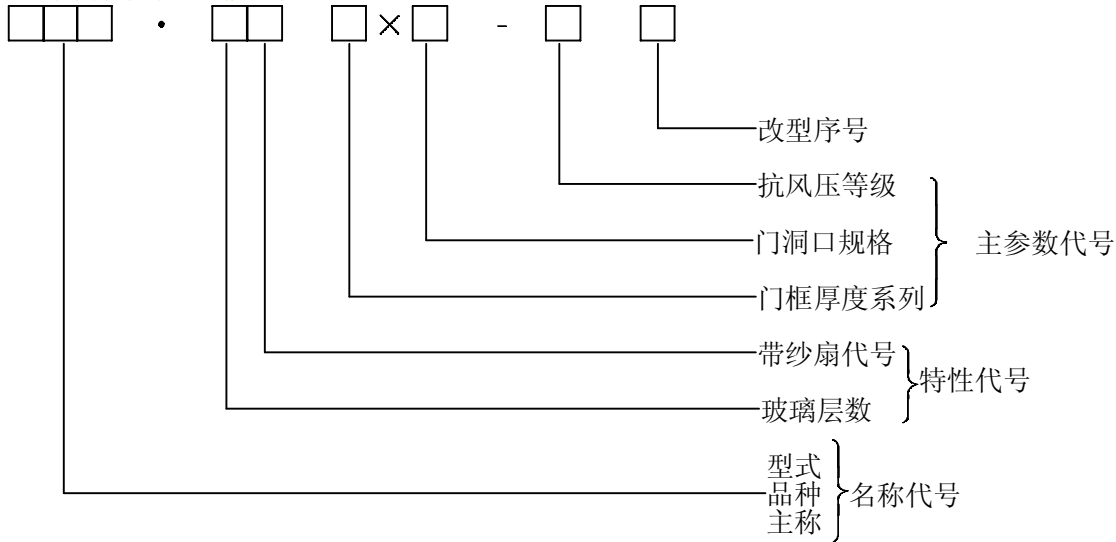 · × -
改型序号
抗风压等级
门洞口规格
主参数代号
门框厚度系列
带纱扇代号
特性代号
玻璃层数
型式
品种
名称代号
主称